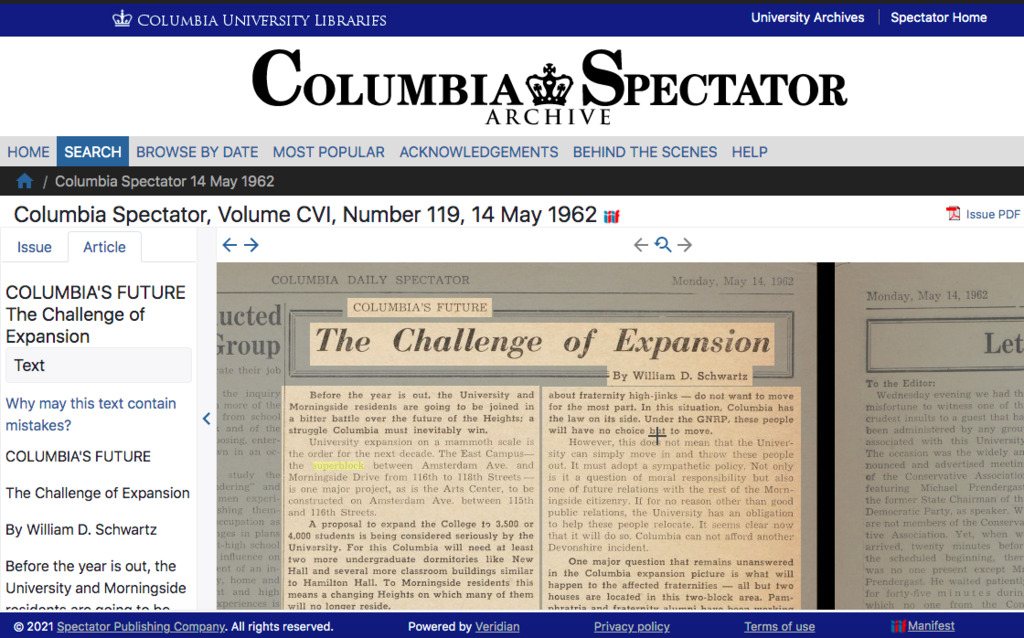 COLUMBIA UNIVERSITY LIBRARIES
University Archives
Spectator Home
COLUMBIA SPECTATOR
ARCHIVE
HOME
SEARCH
BROWSE BY DATE
MOST POPULAR
ACKNOWLEDGEMENTS
BEHIND THE SCENES
HELP
/ Columbia Spectator 14 May 1962
Columbia Spectator, Volume CVI, Number 119, 14 May 1962
Issue PDF
Issue
Article
COLUMBIA'S FUTURE
The Challenge of
Expansion
Text
Why may this text contain
mistakes?
COLUMBIA'S FUTURE
The Challenge of Expansion
By William D. Schwartz
Before the year is out, the
University and Morningside
residents are going to be
COLUMBIA DAILY SPECTATOR
Monday, May 14, 1962
ucted
Group
ate their job
the inquiry
more of the
from school
and of the
osing, enter-
wn in an oc-
study the
dering" and
men experi-
shing them-
ccupation as
nges in plans
t-high school
influence on
nt of an in-
y, home and
and high
experiences is
COLUMBIA'S FUTURE
The Challenge of Expansion
By William D. Schwartz
Before the year is out, the University and
Morningside residents are going to be joined in
a bitter battle over the future of the Heights; a
struggle Columbia must inevitably win.
University expansion on a mammoth scale is
the order for the next decade. The East Campus—
the superblock between Amsterdam Ave. and
Morningside Drive from 116th to 118th Streets—
is one major project, as is the Arts Center, to be
constructed on Amsterdam Ave. between 115th
and 116th Streets.
A proposal to expand the College to 3,500 or
4,000 students is being considered seriously by the
University. For this Columbia will need at least
two more undergraduate dormitories like New
Hall and several more classroom buildings similar
to Hamilton Hall. To Morningside residents this
means a changing Heights on which many of them
will no longer reside.
about fraternity high-jinks — do not want to move
for the most part. In this situation, Columbia has
the law on its side. Under the GNRP, these people
will have no choice but to move.
However, this does not mean that the Univer-
sity can simply move in and throw these people
out. It must adopt a sympathetic policy. Not only
is it a question of moral responsibility but also
one of future relations with the rest of the Morn-
ingside citizenry. If for no reason other than good
public relations, the University has an obligation
to help these people relocate. It seems clear now
that it will do so. Columbia can not afford another
Devonshire incident.
One major question that remains unanswered
in the Columbia expansion picture is what will
happen to the affected fraternities — all but two
houses are located in this two-block area. Pam-
phratria and fraternity alumni have been working
Monday, May 14, 1962
Let
To the Editor:
Wednesday evening we had th
misfortune to witness one of th
crudest insults to a guest that ha
been administered by any grou
associated with this University
The occasion was the widely an
nounced and advertised meetin
of the Conservative Association
featuring Michael Prendergast
the former State Chairman of th
Democratic Party, as speaker. W
are not members of the Conserva
tive Association. Yet, when w
arrived, twenty minutes before
the scheduled beginning, there
was no one present except Mr
Prendergast. He waited patiently
for forty-five minutes during
which no one from the Con
© 2021 Spectator Publishing Company. All rights reserved.
Powered by Veridian
Privacy policy
Terms of use
Manifest